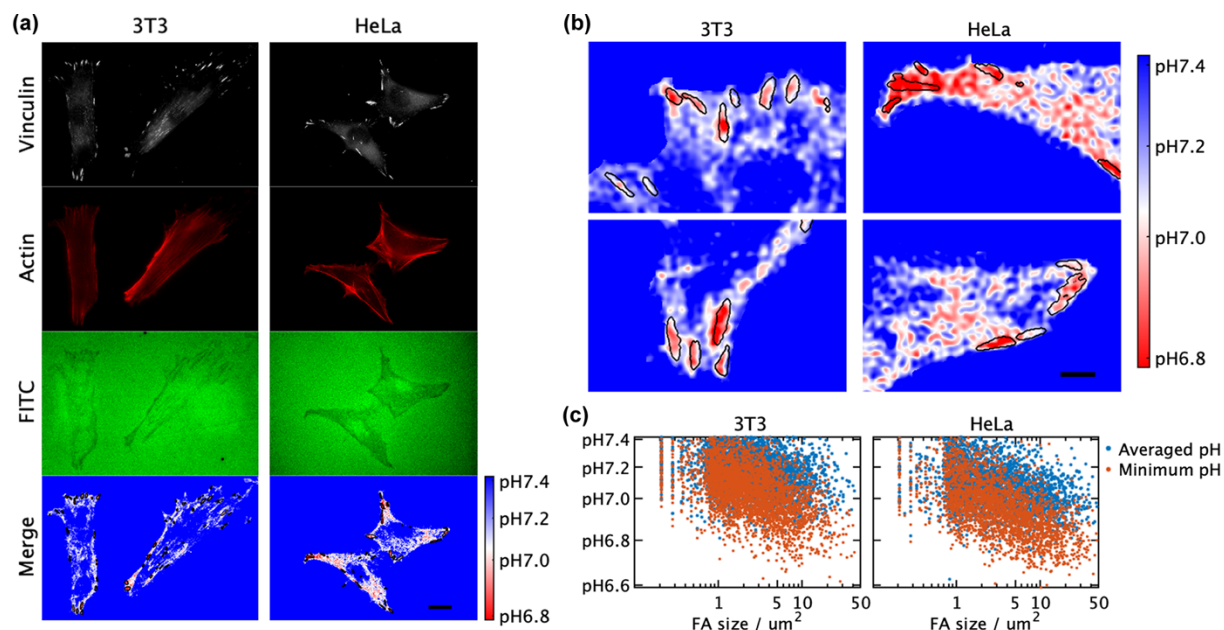 (a)
3T3
HeLa
Vinculin
Actin
FITC
Merge
pH7.4
pH7.2
pH7.0
pH6.8
(b)
3T3
HeLa
pH7.4
pH7.2
pH7.0
pH6.8
(c)
3T3
HeLa
pH7.4
pH7.2
pH7.0
pH6.8
pH6.6
1 5 10 50
1 5 10 50
FA size / um²
FA size / um²
Averaged pH
Minimum pH